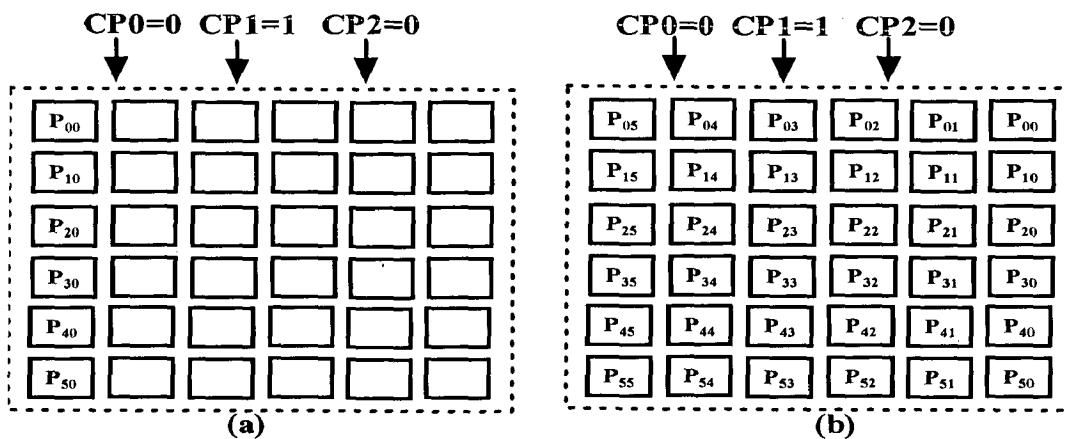 CP0=0 CP1=1 CP2=0
P00
P10
P20
P30
P40
P50
(a)
CP0=0 CP1=1 CP2=0
P05 P04 P03 P02 P01 P00
P15 P14 P13 P12 P11 P10
P25 P24 P23 P22 P21 P20
P35 P34 P33 P32 P31 P30
P45 P44 P43 P42 P41 P40
P55 P54 P53 P52 P51 P50
(b)